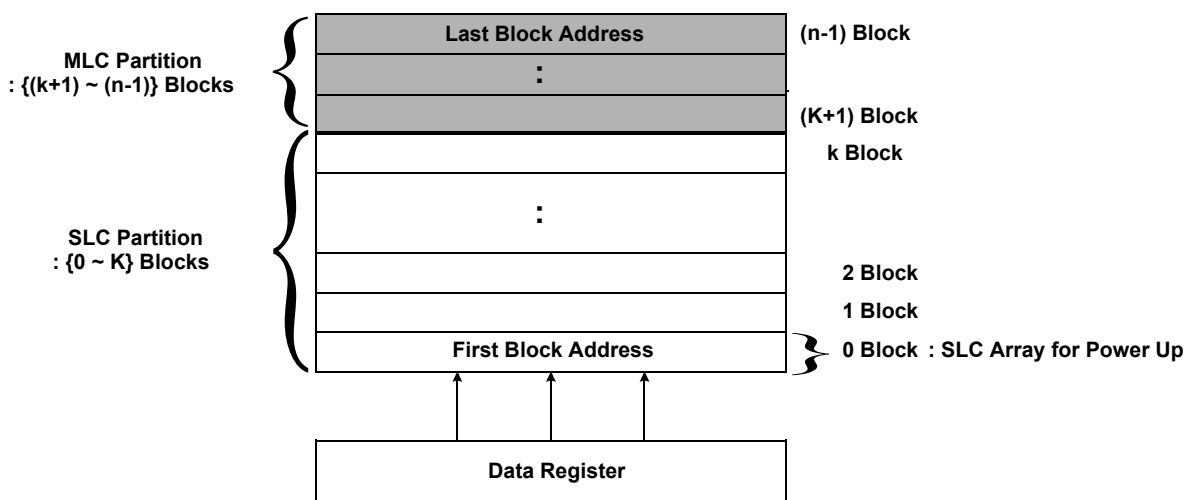 Last Block Address
(n-1) Block
MLC Partition
: {(k+1) ~ (n-1)} Blocks
:
(K+1) Block
k Block
:
SLC Partition
: {0 ~ K} Blocks
2 Block
1 Block
First Block Address
0 Block : SLC Array for Power Up
Data Register